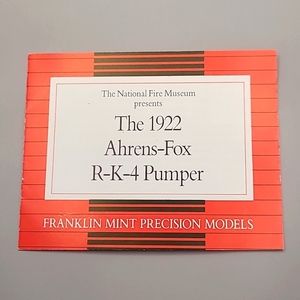 The National Fire Museum
presents
The 1922
Ahrens-Fox
R-K-4 Pumper
FRANKLIN MINT PRECISION MODELS